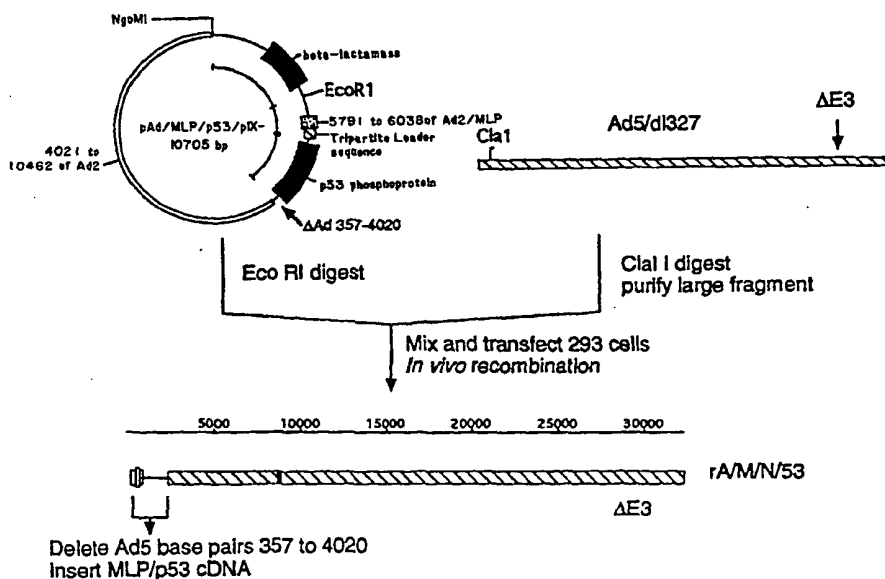 NgoMI
beta-lactamase
EcoR1
5791 to 6038 of Ad2/MLP
Tripartite Leader
sequence
p53 phosphoprotein
ΔAd 357-4020
pAd/MLP/p53/pIX-
10705 bp
4021 to
10462 of Ad2
Cla1
Ad5/dl327
ΔE3
Eco RI digest
Clal I digest
purify large fragment
Mix and transfect 293 cells
In vivo recombination
5000 10000 15000 20000 25000 30000
rA/M/N/53
ΔE3
Delete Ad5 base pairs 357 to 4020
Insert MLP/p53 cDNA